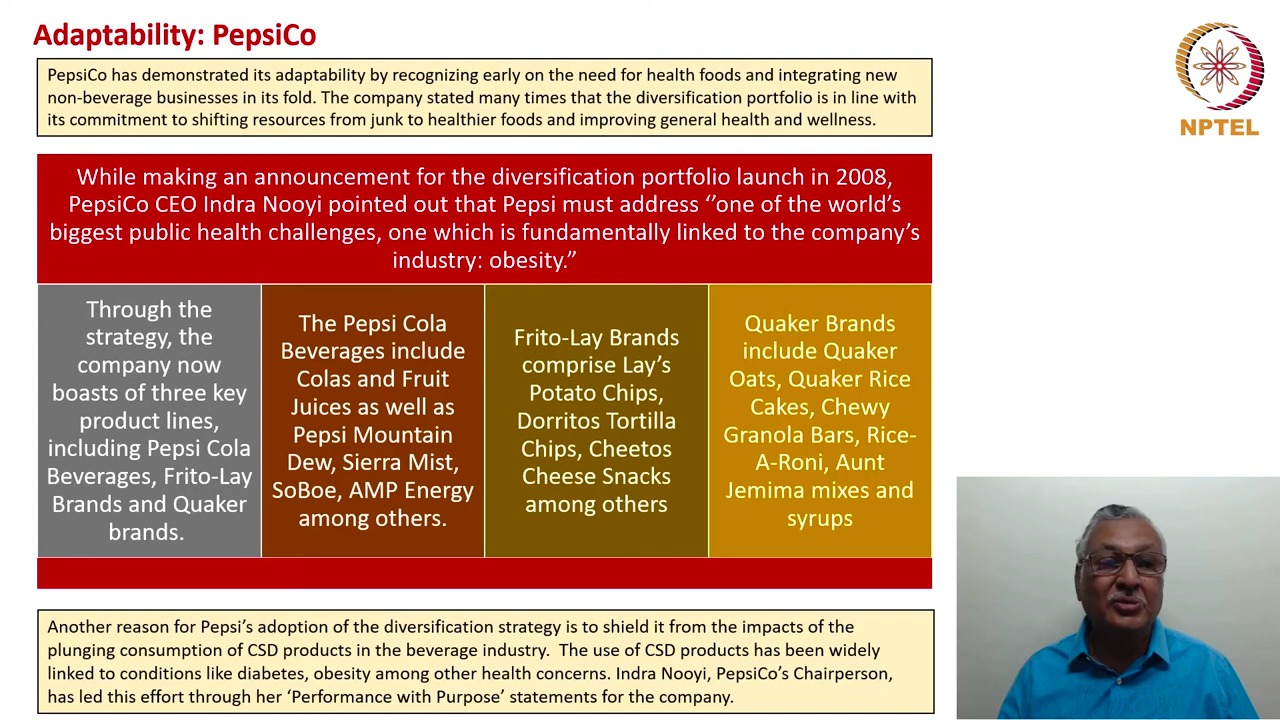 Adaptability: PepsiCo
NPTEL
PepsiCo has demonstrated its adaptability by recognizing early on the need for health foods and integrating new
non-beverage businesses in its fold. The company stated many times that the diversification portfolio is in line with
its commitment to shifting resources from junk to healthier foods and improving general health and wellness.
While making an announcement for the diversification portfolio launch in 2008,
PepsiCo CEO Indra Nooyi pointed out that Pepsi must address ‘’one of the world’s
biggest public health challenges, one which is fundamentally linked to the company’s
industry: obesity.”
Through the
strategy, the
company now
boasts of three key
product lines,
including Pepsi Cola
Beverages, Frito-Lay
Brands and Quaker
brands.
The Pepsi Cola
Beverages include
Colas and Fruit
Juices as well as
Pepsi Mountain
Dew, Sierra Mist,
SoBoe, AMP Energy
among others.
Frito-Lay Brands
comprise Lay’s
Potato Chips,
Dorritos Tortilla
Chips, Cheetos
Cheese Snacks
among others
Quaker Brands
include Quaker
Oats, Quaker Rice
Cakes, Chewy
Granola Bars, Rice-
A-Roni, Aunt
Jemima mixes and
syrups
Another reason for Pepsi’s adoption of the diversification strategy is to shield it from the impacts of the
plunging consumption of CSD products in the beverage industry. The use of CSD products has been widely
linked to conditions like diabetes, obesity among other health concerns. Indra Nooyi, PepsiCo’s Chairperson,
has led this effort through her ‘Performance with Purpose’ statements for the company.